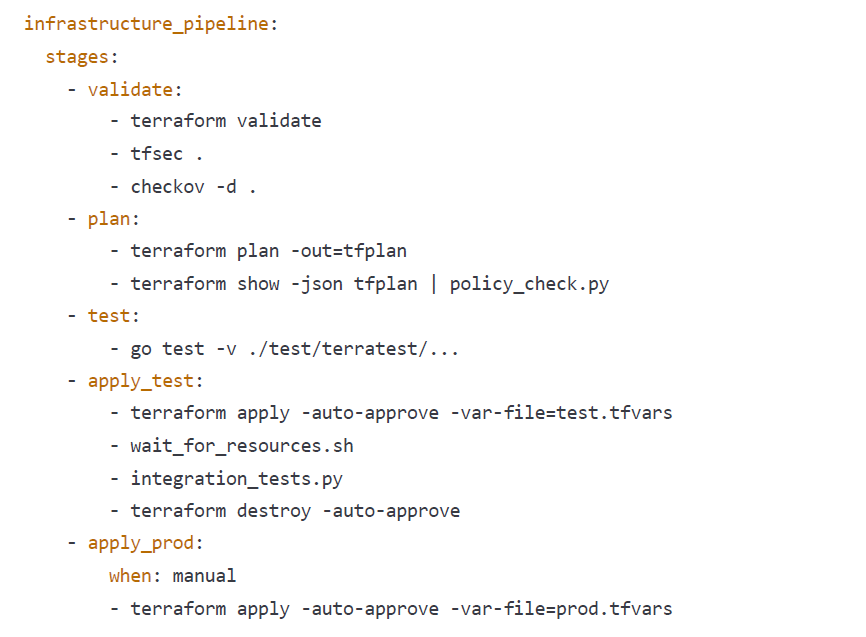 infrastructure_pipeline:
  stages:
    - validate:
        - terraform validate
        - tfsec .
        - checkov -d .
    - plan:
        - terraform plan -out=tfplan
        - terraform show -json tfplan | policy_check.py
    - test:
        - go test -v ./test/terratest/...
    - apply_test:
        - terraform apply -auto-approve -var-file=test.tfvars
        - wait_for_resources.sh
        - integration_tests.py
        - terraform destroy -auto-approve
    - apply_prod:
        when: manual
        - terraform apply -auto-approve -var-file=prod.tfvars